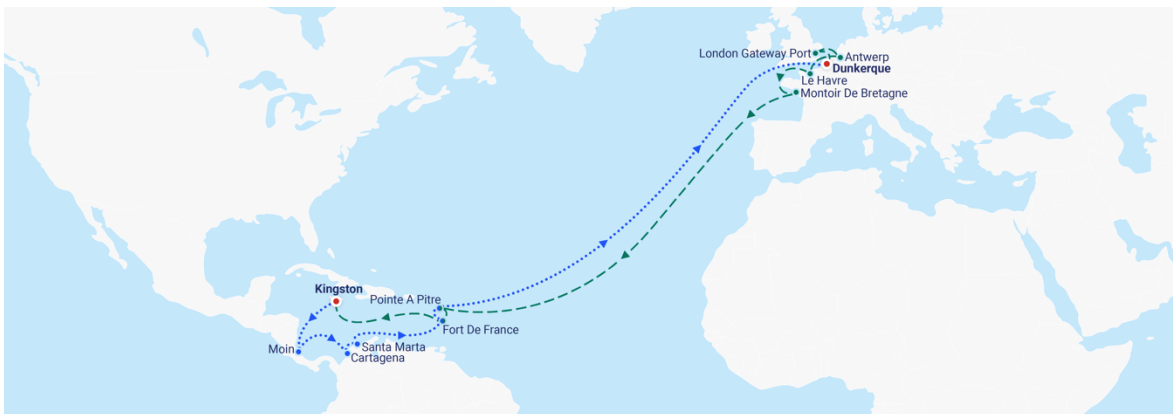 London Gateway Port
Antwerp
Dunkerque
Le Havre
Montoir De Bretagne
Kingston
Pointe A Pitre
Fort De France
Santa Marta
Moin
Cartagena